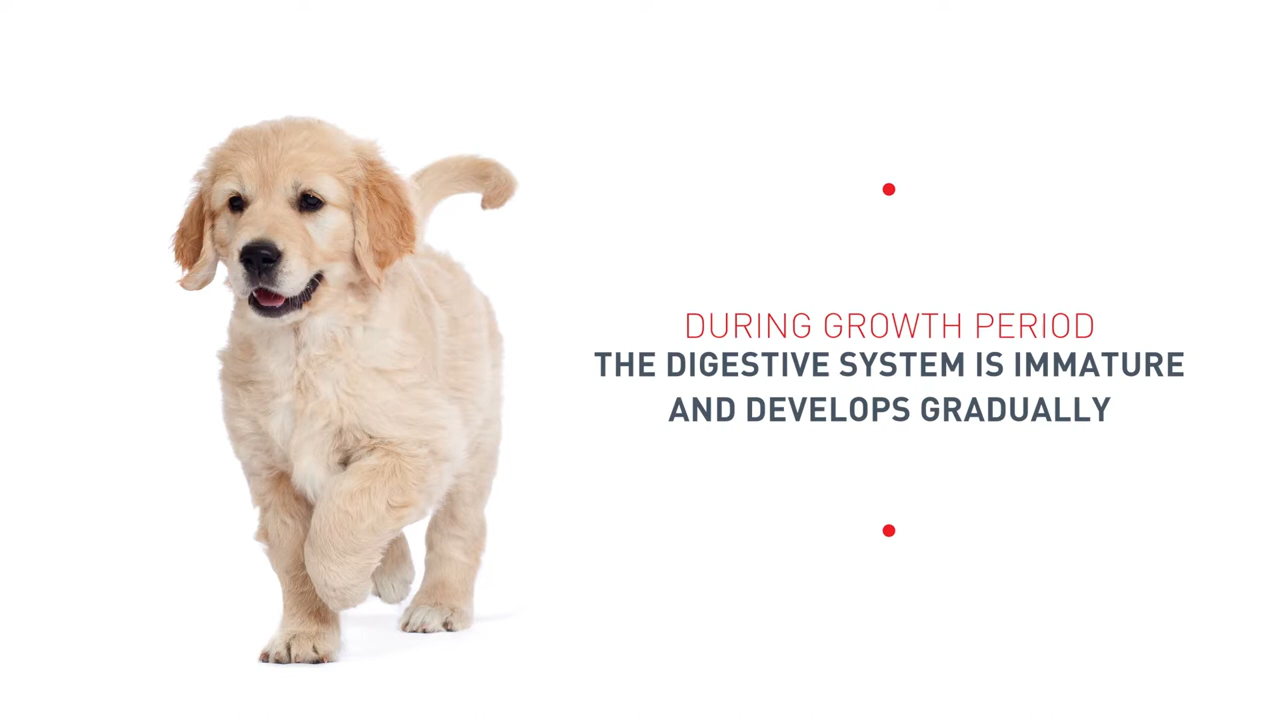 DURING GROWTH PERIOD
THE DIGESTIVE SYSTEM IS IMMATURE
AND DEVELOPS GRADUALLY